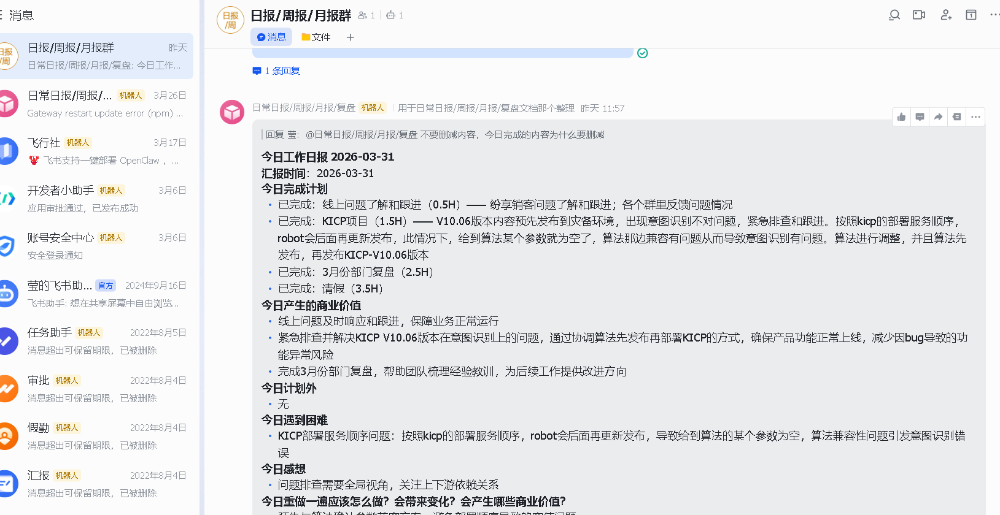 消息
日报/周报/月报群 昨天
日常日报/周报/月报/复盘: 今日工作...
日常日报/周报/... 机器人 3月26日
Gateway restart update error (npm) ...
飞行社 机器人 3月17日
飞书支持一键部署 OpenClaw ，...
开发者小助手 机器人 3月6日
应用审批通过，已发布成功
账号安全中心 机器人 3月6日
安全登录通知
莹的飞书助... 官方 2024年9月16日
飞书助手: 想在共享屏幕中自由浏览...
任务助手 机器人 2022年8月5日
消息超出可保留期限，已被删除
审批 机器人 2022年8月4日
消息超出可保留期限，已被删除
假勤 机器人 2022年8月4日
消息超出可保留期限，已被删除
汇报 机器人 2022年8月4日
消息超出可保留期限，已被删除
日报
/周
日报/周报/月报群 1 1
消息 文件 +
1 条回复
日常日报/周报/月报/复盘 机器人 用于日常日报/周报/月报/复盘文档那个整理 昨天 11:57
回复 莹: @日常日报/周报/月报/复盘 不要删减内容，今日完成的内容为什么要删减
今日工作日报 2026-03-31
汇报时间：2026-03-31
今日完成计划
• 已完成：线上问题了解和跟进（0.5H）—— 纷享销客问题了解和跟进；各个群里反馈问题情况
• 已完成：KICP项目（1.5H）—— V10.06版本内容预先发布到灾备环境，出现意图识别不对问题，紧急排查和跟进。按照kicp的部署服务顺序，
robot会后面再更新发布，此情况下，给到算法某个参数就为空了，算法那边兼容有问题从而导致意图识别有问题。算法进行调整，并且算法先
发布，再发布KICP-V10.06版本
• 已完成：3月份部门复盘（2.5H）
• 已完成：请假（3.5H）
今日产生的商业价值
• 线上问题及时响应和跟进，保障业务正常运行
• 紧急排查并解决KICP V10.06版本在意图识别上的问题，通过协调算法先发布再部署KICP的方式，确保产品功能正常上线，减少因bug导致的功
能异常风险
• 完成3月份部门复盘，帮助团队梳理经验教训，为后续工作提供改进方向
今日计划外
• 无
今日遇到困难
• KICP部署服务顺序问题：按照kicp的部署服务顺序，robot会后面再更新发布，导致给到算法的某个参数为空，算法兼容性问题引发意图识别错
误
今日感想
• 问题排查需要全局视角，关注上下游依赖关系
今日重做一遍应该怎么做？会带来变化？会产生哪些商业价值？